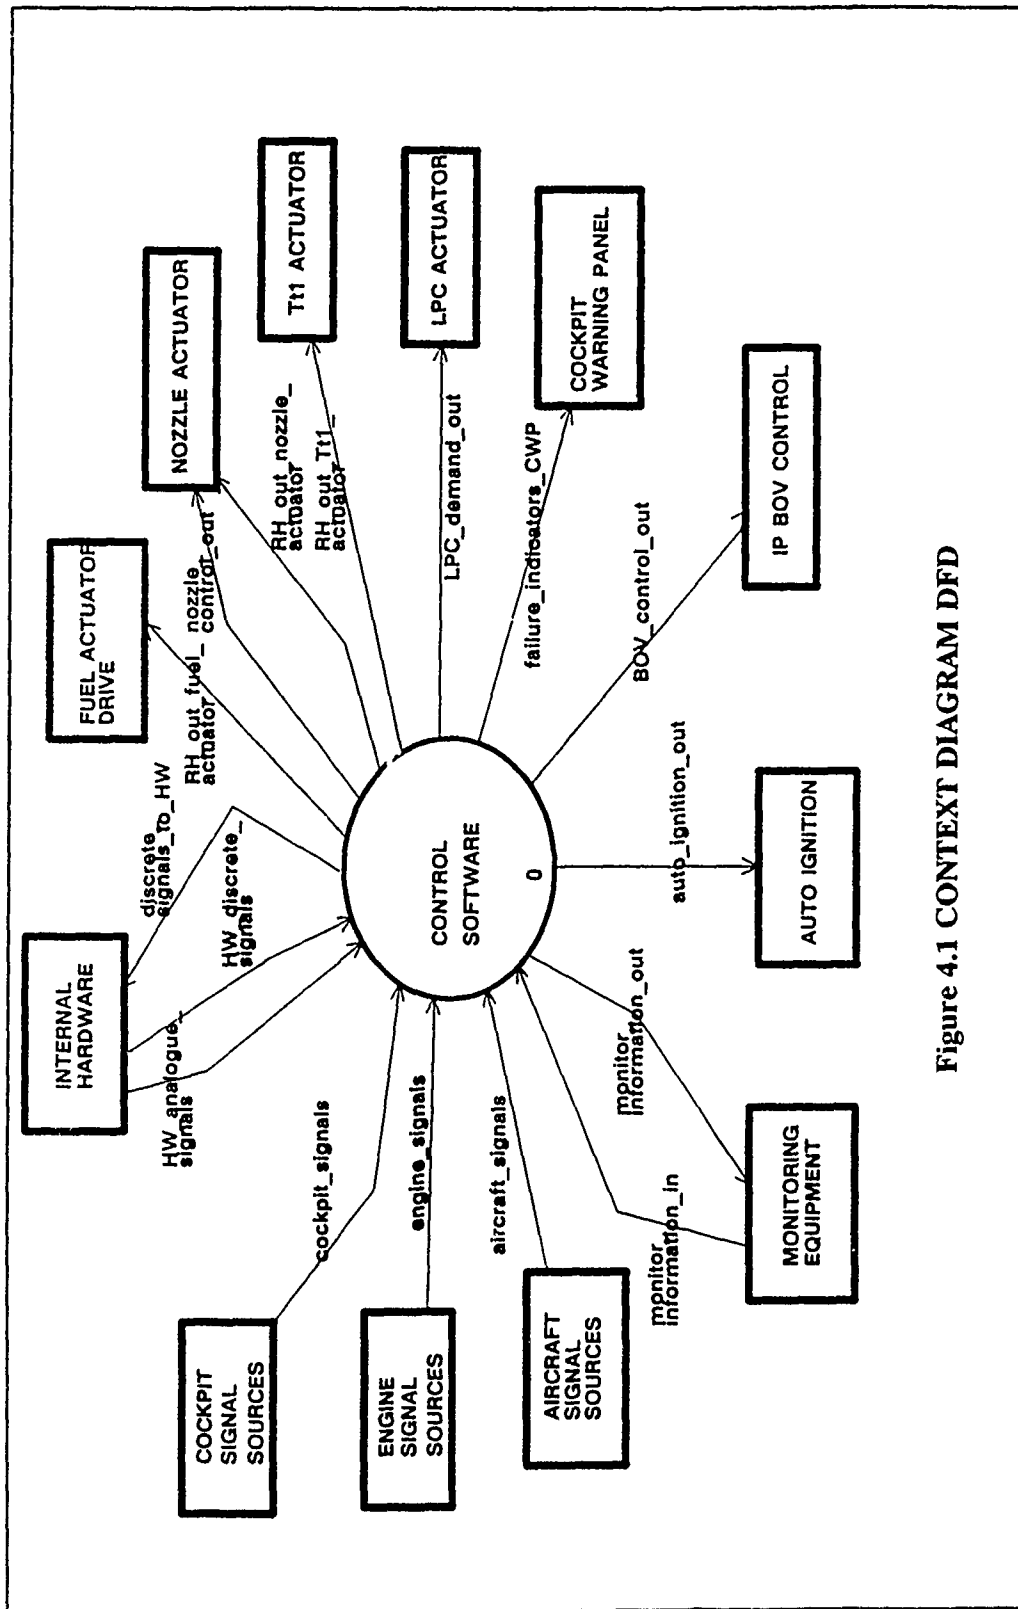 INTERNAL
HARDWARE
FUEL ACTUATOR
DRIVE
NOZZLE ACTUATOR
Tt1 ACTUATOR
LPC ACTUATOR
COCKPIT
WARNING PANEL
IP BOV CONTROL
AUTO IGNITION
MONITORING
EQUIPMENT
AIRCRAFT
SIGNAL
SOURCES
ENGINE
SIGNAL
SOURCES
COCKPIT
SIGNAL
SOURCES
CONTROL
SOFTWARE
0
HW_analogue_
signals
HW_discrete_
signals
discrete
signals_to_HW
RH_out_fuel_
actuator
nozzle_
control_out
RH_out_nozzle_
actuator
RH_out_Tt1_
actuator
LPC_demand_out
failure_indicators_CWP
BOV_control_out
auto_ignition_out
monitor
information_out
monitor
information_in
aircraft_signals
engine_signals
cockpit_signals
Figure 4.1 CONTEXT DIAGRAM DFD